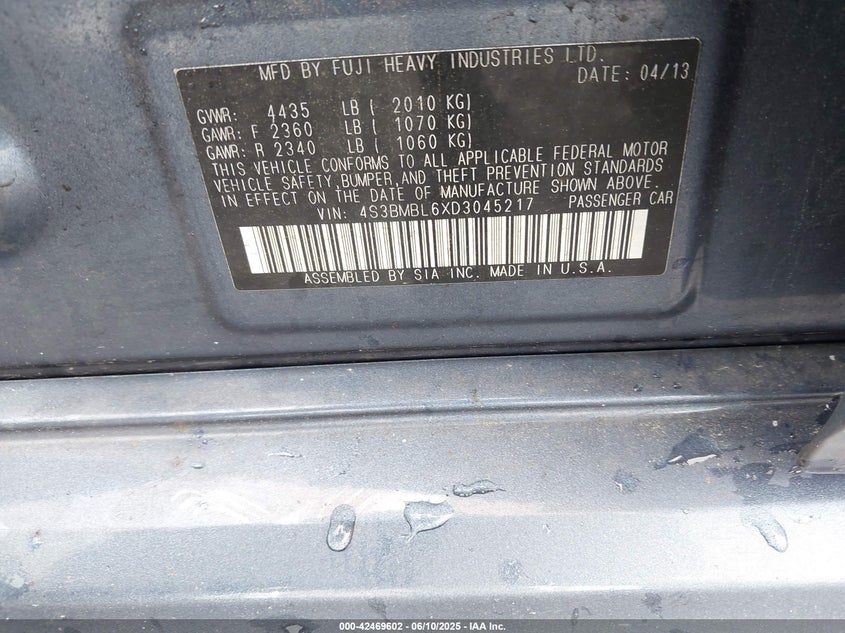 MFD BY FUJI HEAVY INDUSTRIES LTD.
DATE: 04/13
GVWR: 4435 LB ( 2010 KG)
GAWR: F 2360 LB ( 1070 KG)
GAWR: R 2340 LB ( 1060 KG)
THIS VEHICLE CONFORMS TO ALL APPLICABLE FEDERAL MOTOR
VEHICLE SAFETY,BUMPER,AND THEFT PREVENTION STANDARDS
IN EFFECT ON THE DATE OF MANUFACTURE SHOWN ABOVE.
VIN: 4S3BMBL6XD3045217 PASSENGER CAR
ASSEMBLED BY SIA INC. MADE IN U.S.A.
000-42469602 - 06/10/2025 - IAA Inc.